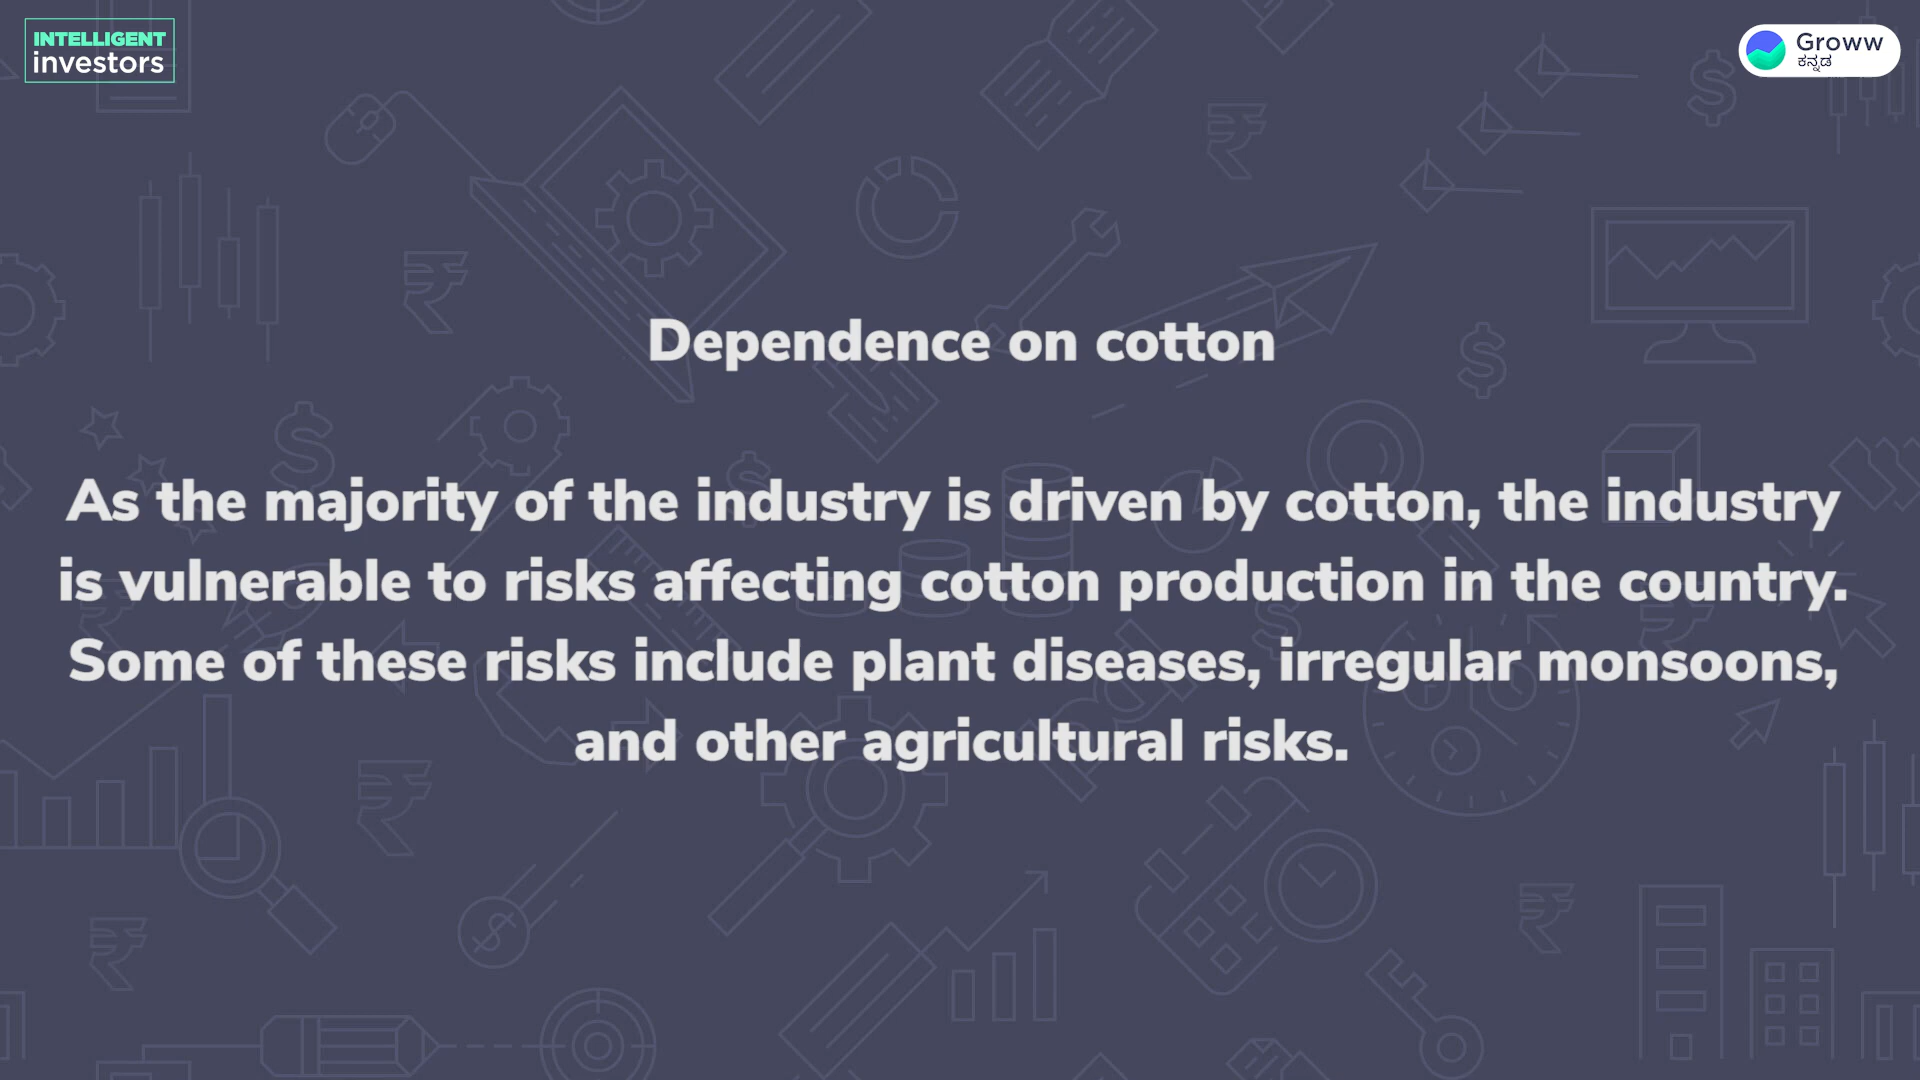 INTELLIGENT
investors
Groww
ಕನ್ನಡ
Dependence on cotton
As the majority of the industry is driven by cotton, the industry
is vulnerable to risks affecting cotton production in the country.
Some of these risks include plant diseases, irregular monsoons,
and other agricultural risks.